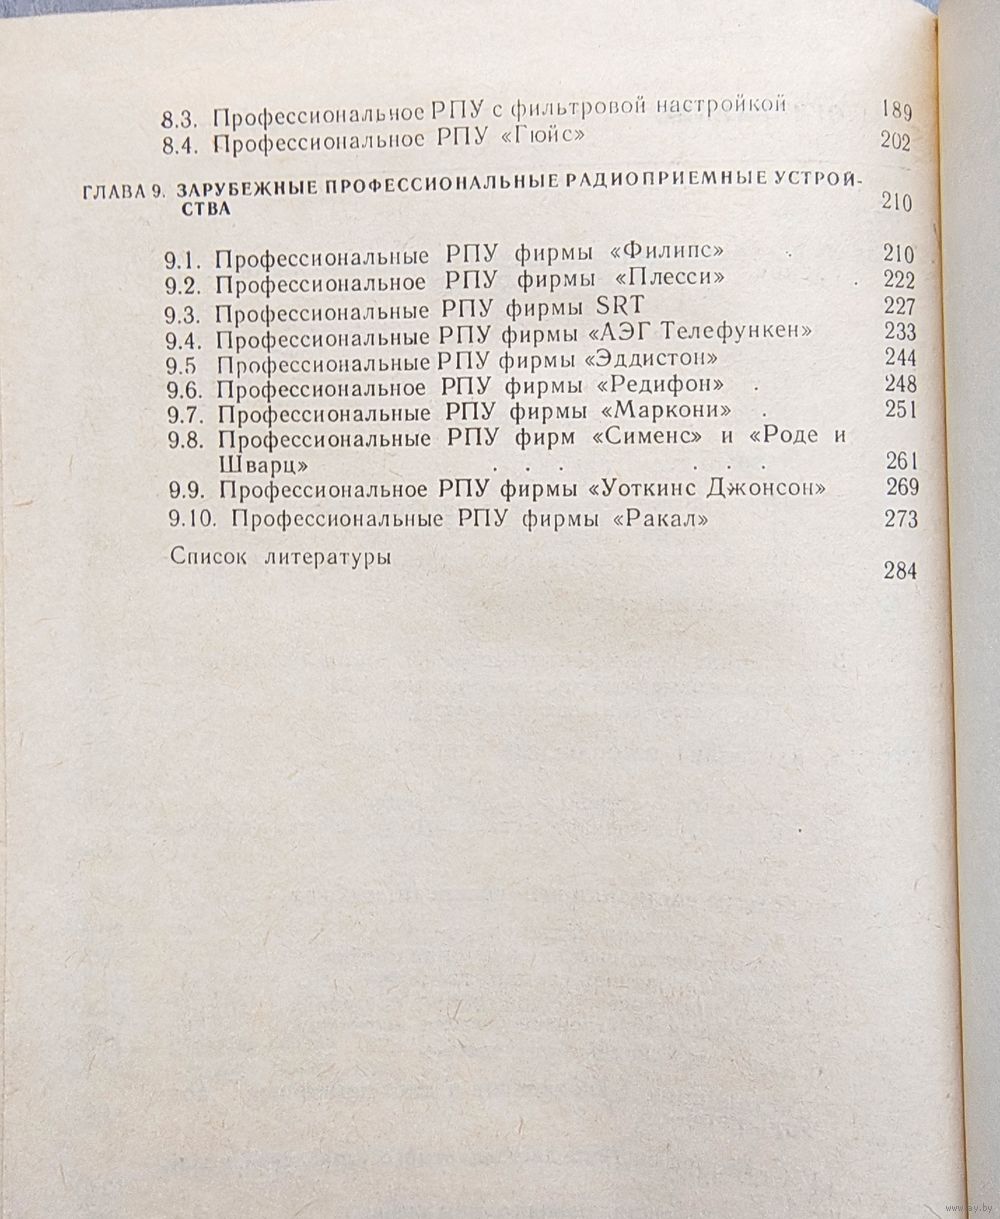 8.3. Профессиональное РПУ с фильтровой настройкой 189
8.4. Профессиональное РПУ «Гюйс» 202
ГЛАВА 9. ЗАРУБЕЖНЫЕ ПРОФЕССИОНАЛЬНЫЕ РАДИОПРИЕМНЫЕ УСТРОЙ-
СТВА 210
9.1. Профессиональные РПУ фирмы «Филипс» . 210
9.2. Профессиональное РПУ фирмы «Плесси» . 222
9.3. Профессиональные РПУ фирмы SRT 227
9.4. Профессиональные РПУ фирмы «АЭГ Телефункен» 233
9.5 Профессиональные РПУ фирмы «Эддистон» 244
9.6. Профессиональное РПУ фирмы «Редифон» . 248
9.7. Профессиональные РПУ фирмы «Маркони» . 251
9.8. Профессиональные РПУ фирм «Сименс» и «Роде и
Шварц» . . . . . . 261
9.9. Профессиональное РПУ фирмы «Уоткинс Джонсон» 269
9.10. Профессиональные РПУ фирмы «Ракал» 273
Список литературы 284
www.ay.by